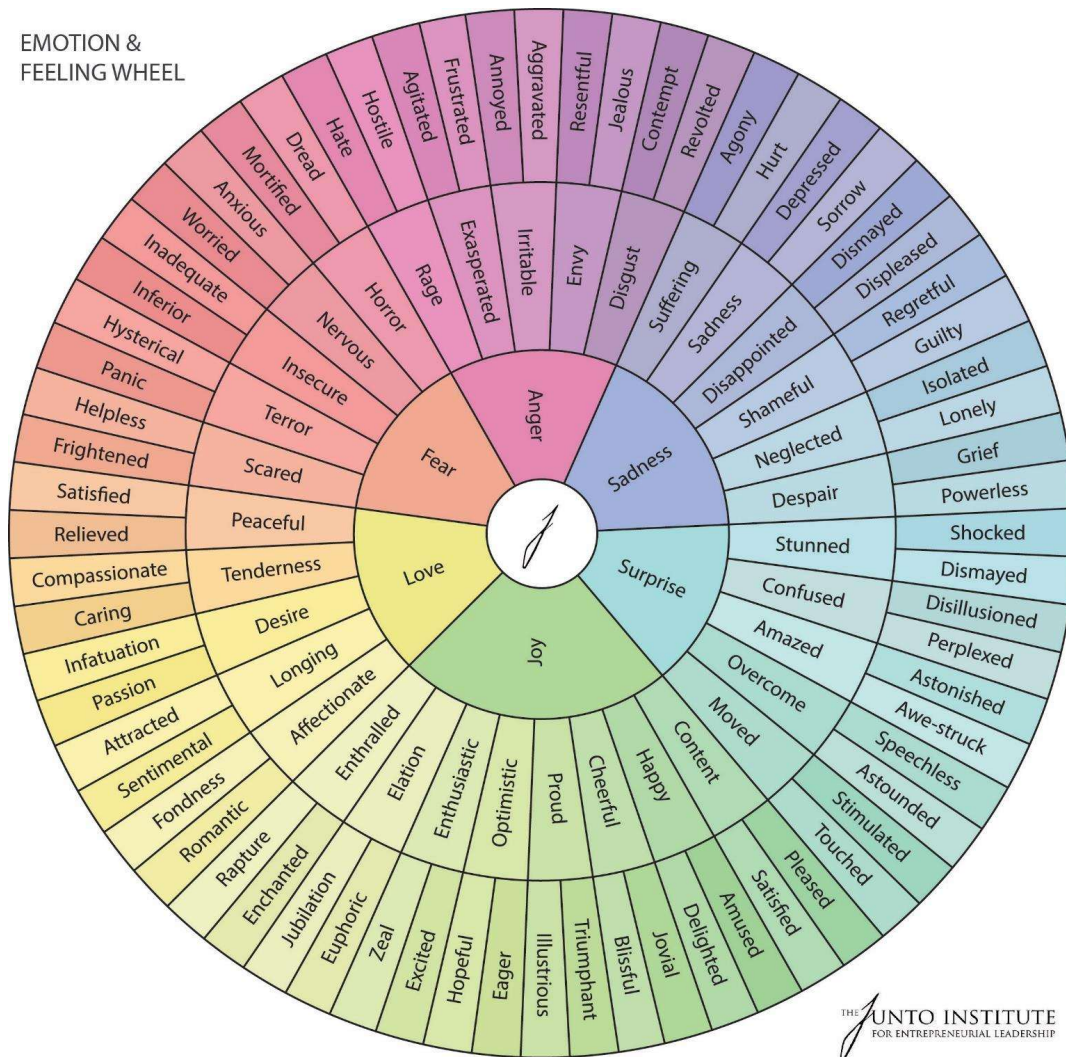 EMOTION &
FEELING WHEEL
Anger
Sadness
Surprise
Joy
Love
Fear
Rage
Exasperated
Irritable
Envy
Disgust
Suffering
Sadness
Disappointed
Shameful
Neglected
Despair
Stunned
Confused
Amazed
Overcome
Moved
Content
Happy
Cheerful
Proud
Optimistic
Enthusiastic
Elation
Enthralled
Affectionate
Longing
Desire
Tenderness
Peaceful
Scared
Terror
Insecure
Nervous
Horror
Hate
Hostile
Agitated
Frustrated
Annoyed
Aggravated
Resentful
Jealous
Contempt
Revolted
Agony
Hurt
Depressed
Sorrow
Dismayed
Displeased
Regretful
Guilty
Isolated
Lonely
Grief
Powerless
Shocked
Dismayed
Disillusioned
Perplexed
Astonished
Awe-struck
Speechless
Astounded
Stimulated
Touched
Pleased
Satisfied
Amused
Delighted
Jovial
Blissful
Triumphant
Illustrious
Eager
Hopeful
Excited
Zeal
Euphoric
Jubilation
Enchanted
Rapture
Romantic
Fondness
Sentimental
Attracted
Passion
Infatuation
Caring
Compassionate
Relieved
Satisfied
Frightened
Helpless
Panic
Hysterical
Inferior
Inadequate
Worried
Anxious
Mortified
Dread
J
THE JUNTO INSTITUTE
FOR ENTREPRENEURIAL LEADERSHIP